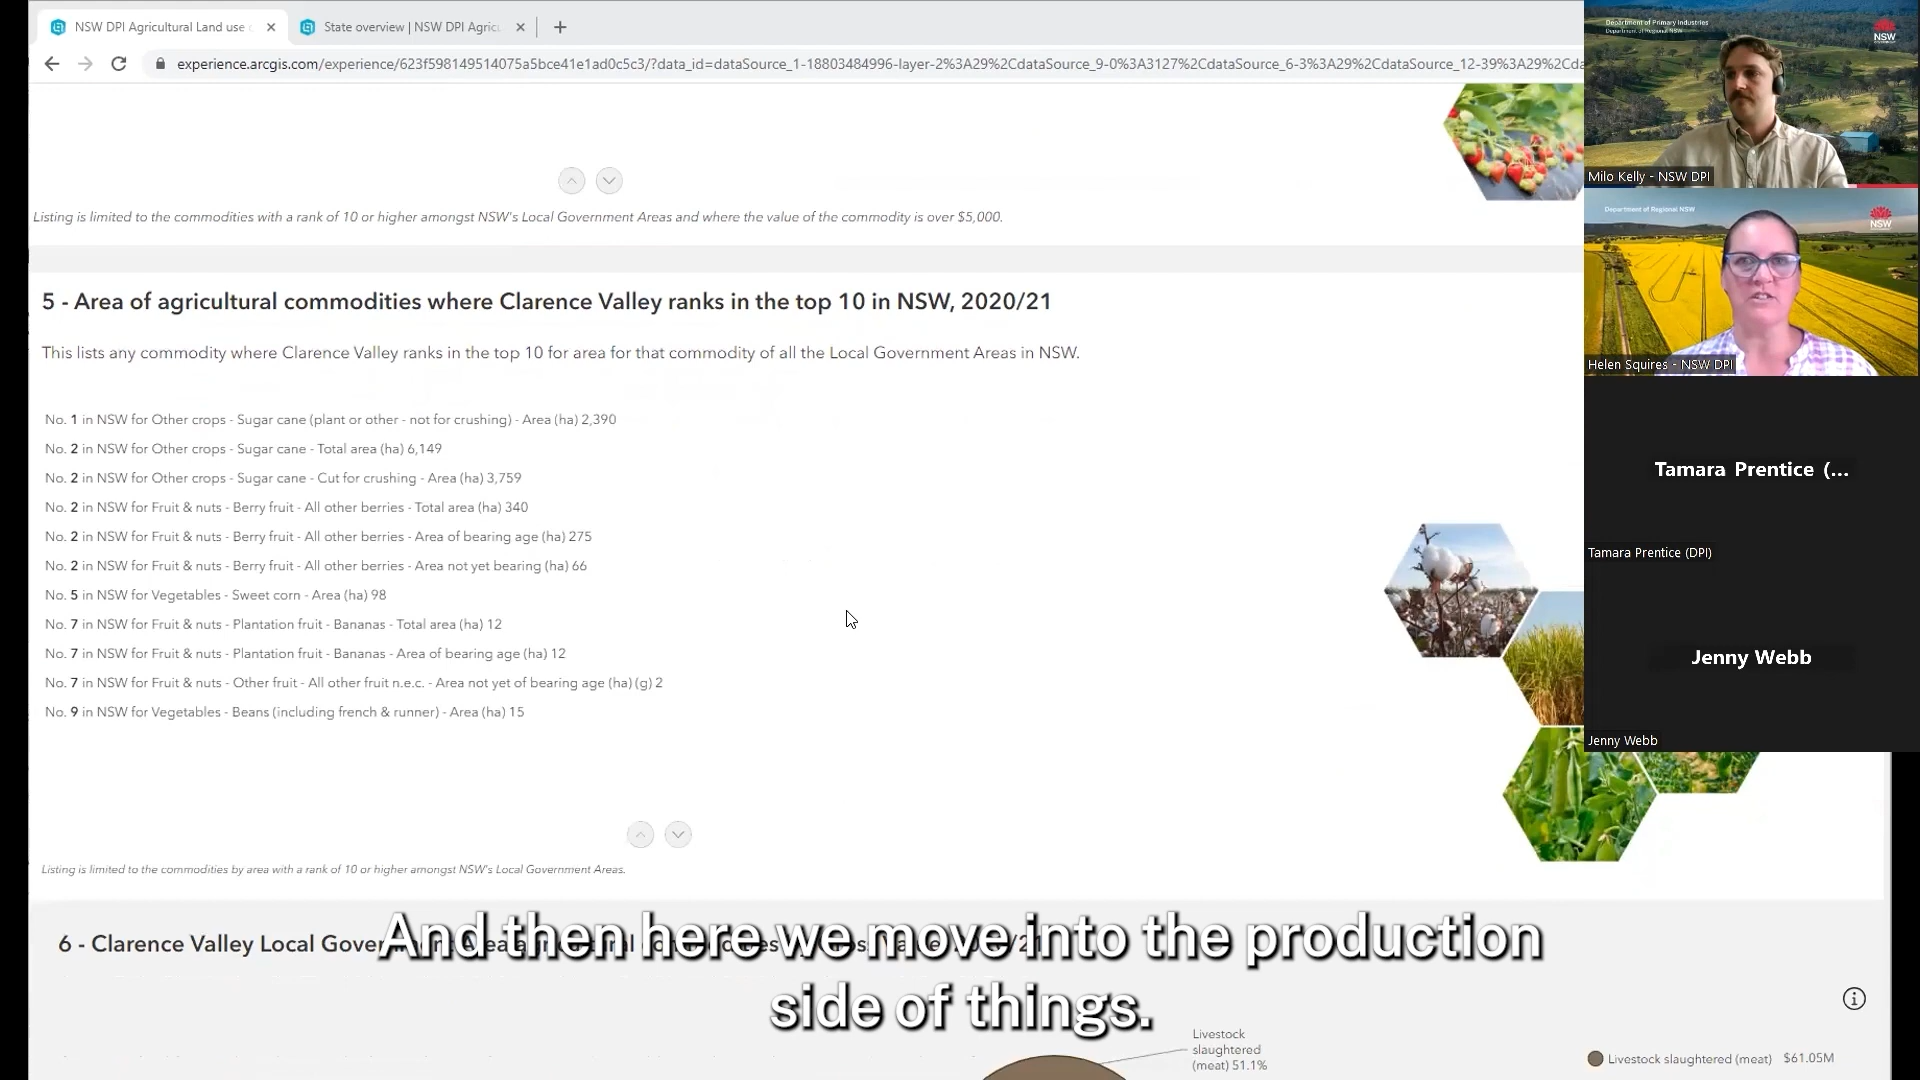 NSW DPI Agricultural Land use
State overview | NSW DPI Agric
experience.arcgis.com/experience/623f598149514075a5bce41e1ad0c5c3/?data_id=dataSource_1-18803484996-layer-2%3A29%2CdataSource_9-0%3A3127%2CdataSource_6-3%3A29%2CdataSource_12-39%3A29%2Cda
Listing is limited to the commodities with a rank of 10 or higher amongst NSW's Local Government Areas and where the value of the commodity is over $5,000.
5 - Area of agricultural commodities where Clarence Valley ranks in the top 10 in NSW, 2020/21
This lists any commodity where Clarence Valley ranks in the top 10 for area for that commodity of all the Local Government Areas in NSW.
No. 1 in NSW for Other crops - Sugar cane (plant or other - not for crushing) - Area (ha) 2,390
No. 2 in NSW for Other crops - Sugar cane - Total area (ha) 6,149
No. 2 in NSW for Other crops - Sugar cane - Cut for crushing - Area (ha) 3,759
No. 2 in NSW for Fruit & nuts - Berry fruit - All other berries - Total area (ha) 340
No. 2 in NSW for Fruit & nuts - Berry fruit - All other berries - Area of bearing age (ha) 275
No. 2 in NSW for Fruit & nuts - Berry fruit - All other berries - Area not yet bearing (ha) 66
No. 5 in NSW for Vegetables - Sweet corn - Area (ha) 98
No. 7 in NSW for Fruit & nuts - Plantation fruit - Bananas - Total area (ha) 12
No. 7 in NSW for Fruit & nuts - Plantation fruit - Bananas - Area of bearing age (ha) 12
No. 7 in NSW for Fruit & nuts - Other fruit - All other fruit n.e.c. - Area not yet of bearing age (ha) (g) 2
No. 9 in NSW for Vegetables - Beans (including french & runner) - Area (ha) 15
Listing is limited to the commodities by area with a rank of 10 or higher amongst NSW's Local Government Areas.
6 - Clarence Valley Local
And then here we move into the production
side of things.
Livestock
slaughtered
(meat) 51.1%
Livestock slaughtered (meat) $61.05M
Department of Primary Industries
Department of Regional NSW
NSW
Milo Kelly - NSW DPI
Department of Regional NSW
NSW
Helen Squires - NSW DPI
Tamara Prentice (...
Tamara Prentice (DPI)
Jenny Webb
Jenny Webb